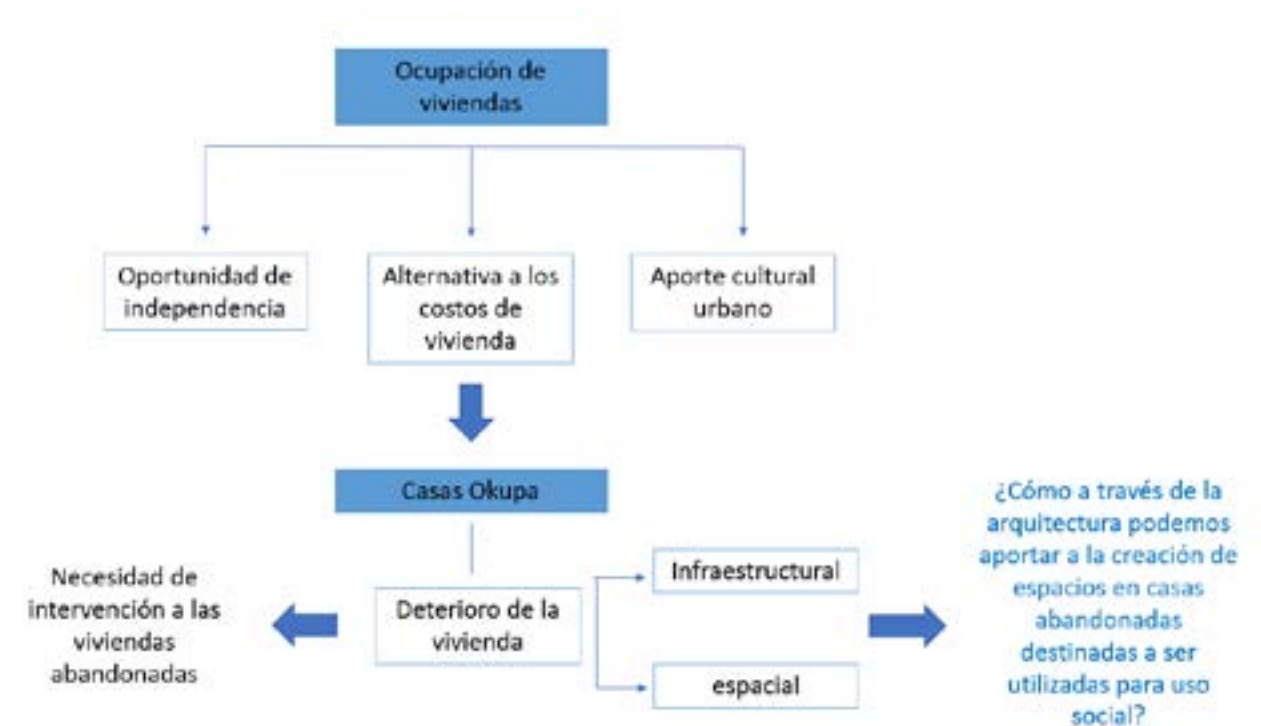 Ocupación de
viviendas
Oportunidad de
independencia
Alternativa a los
costos de
vivienda
Aporte cultural
urbano
Casas Okupa
Necesidad de
intervención a las
viviendas
abandonadas
Deterioro de la
vivienda
Infraestructural
espacial
¿Cómo a través de la
arquitectura podemos
aportar a la creación de
espacios en casas
abandonadas
destinadas a ser
utilizadas para uso
social?